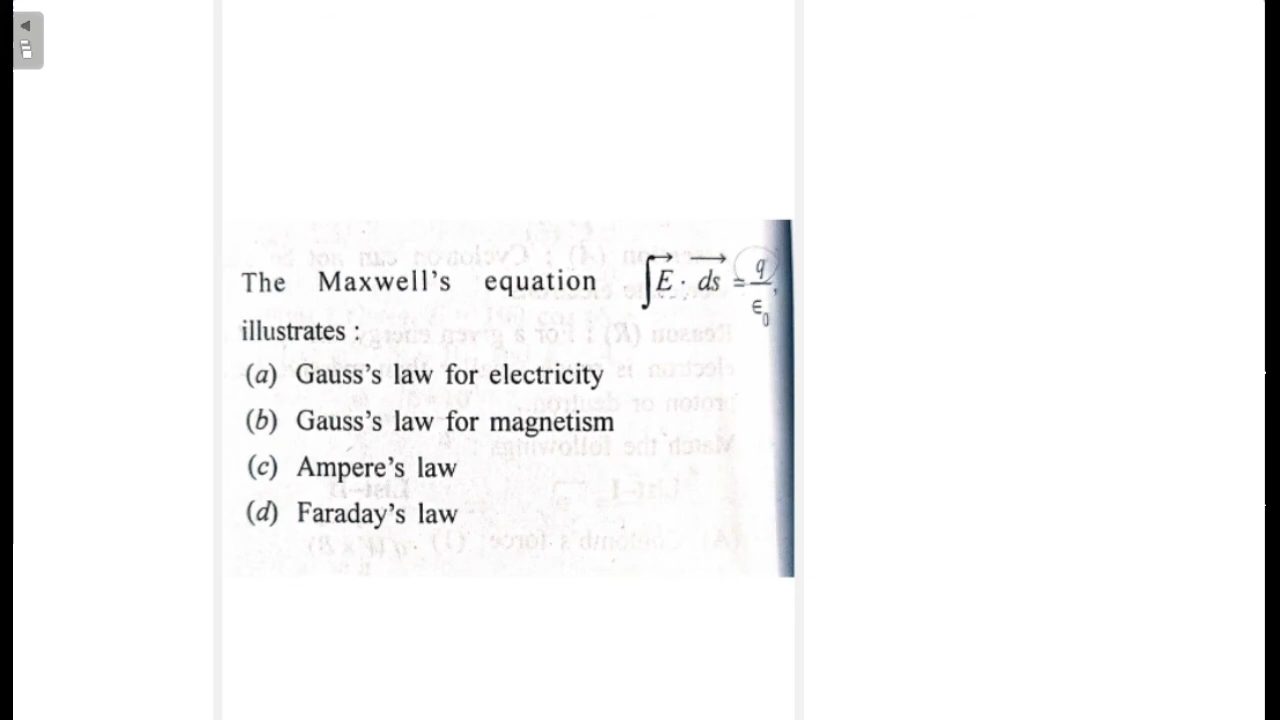 The Maxwell's equation ∫E⃗ · ds⃗ = q/ε₀,
illustrates :
(a) Gauss's law for electricity
(b) Gauss's law for magnetism
(c) Ampere's law
(d) Faraday's law